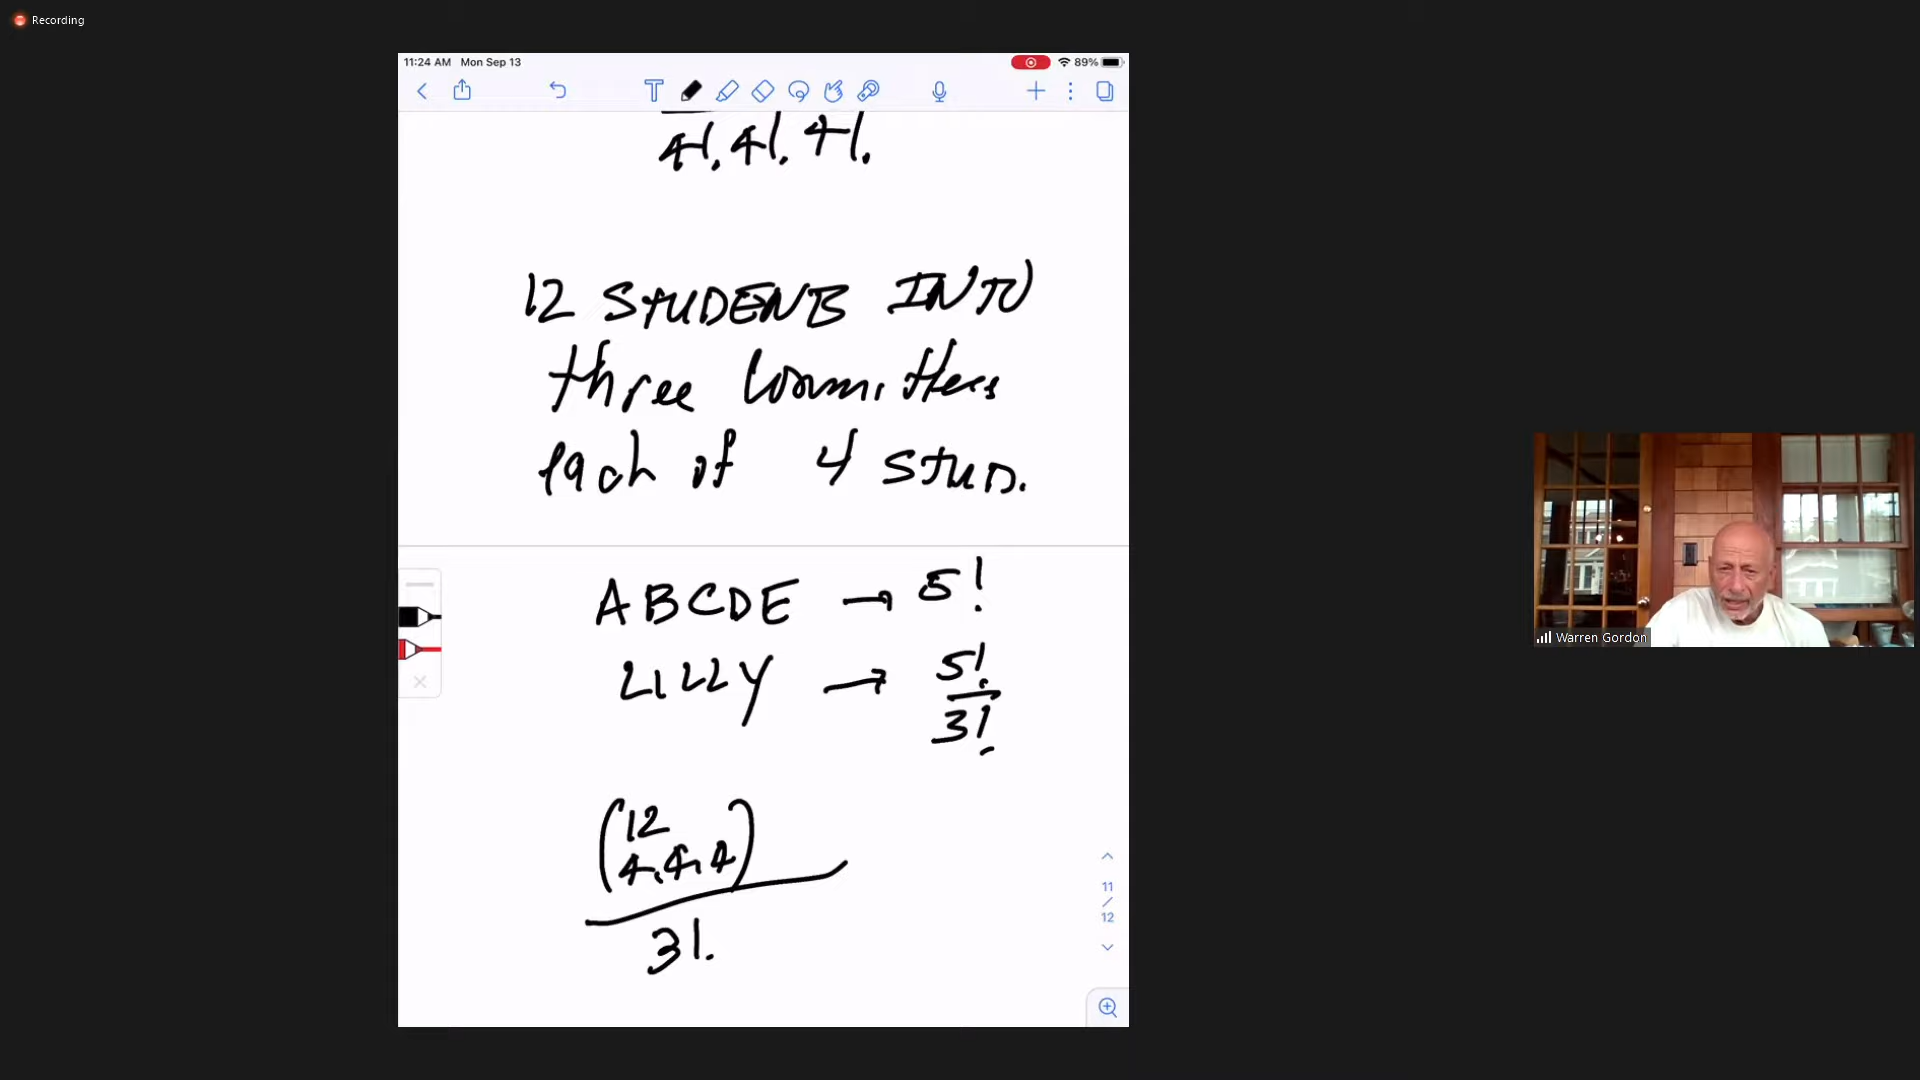 Recording
11:24 AM Mon Sep 13
89%
4!. 4!. 4!.
12 STUDENTS INTO
three Committees
each of 4 STUD.
ABCDE → 5!
LILLY → 5!
3!
(12
4,4,4)
3!
11
/
12
Warren Gordon